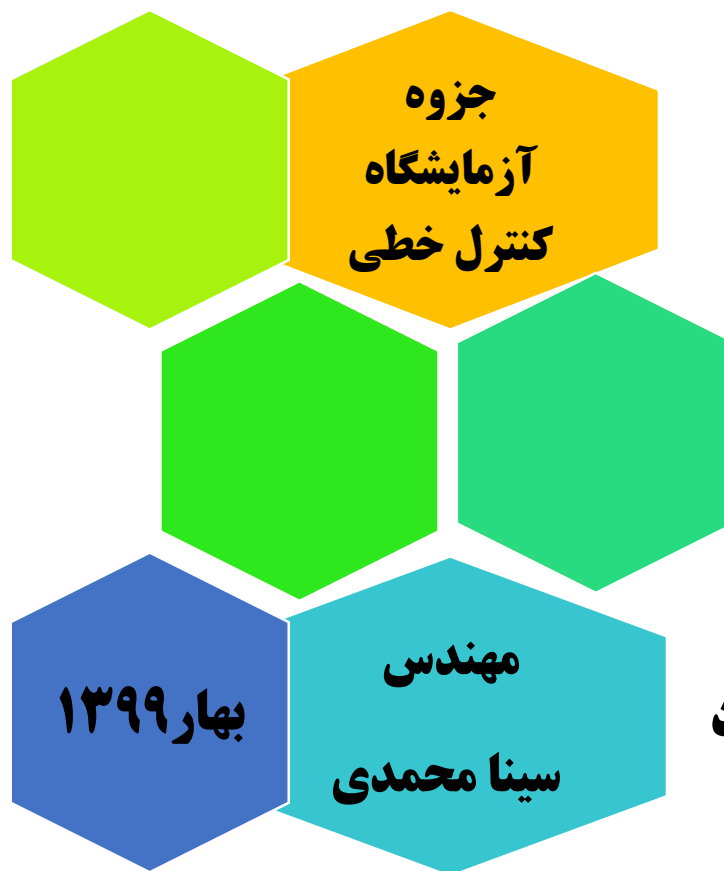 جزوه
آزمایشگاه
کنترل خطی
مهندس
سینا محمدی
بهار۱۳۹۹